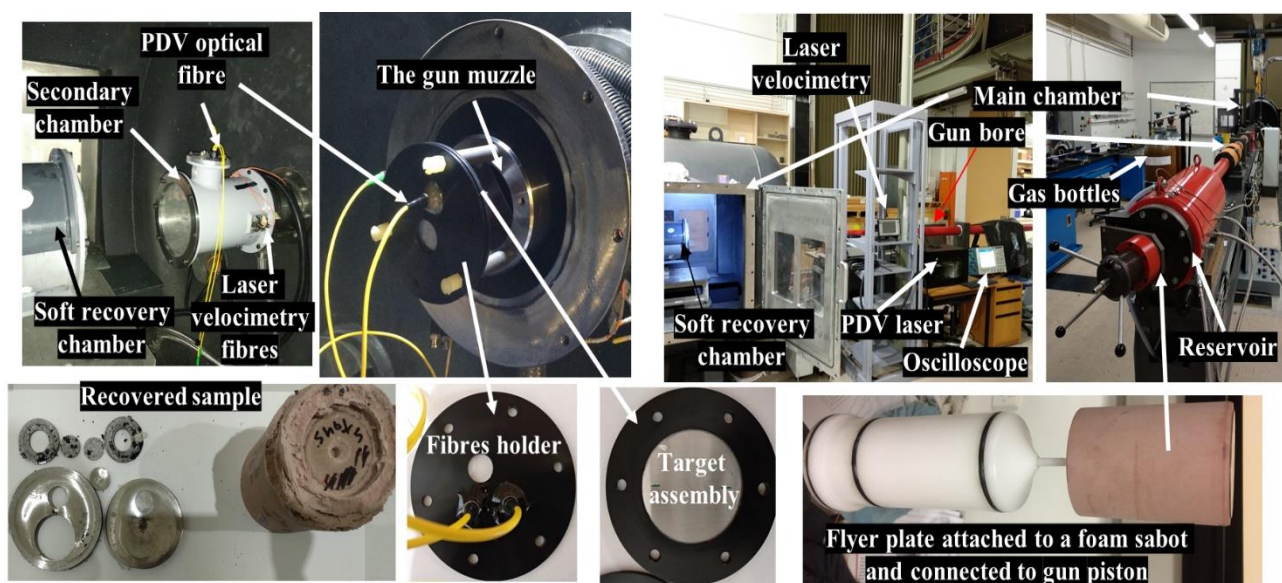 PDV optical
fibre
Secondary
chamber
Soft recovery
chamber
Laser
velocimetry
fibres
The gun muzzle
Laser
velocimetry
Main chamber
Gun bore
Gas bottles
Soft recovery
chamber
PDV laser
Oscilloscope
Reservoir
Recovered sample
Fibres holder
Target
assembly
Flyer plate attached to a foam sabot
and connected to gun piston